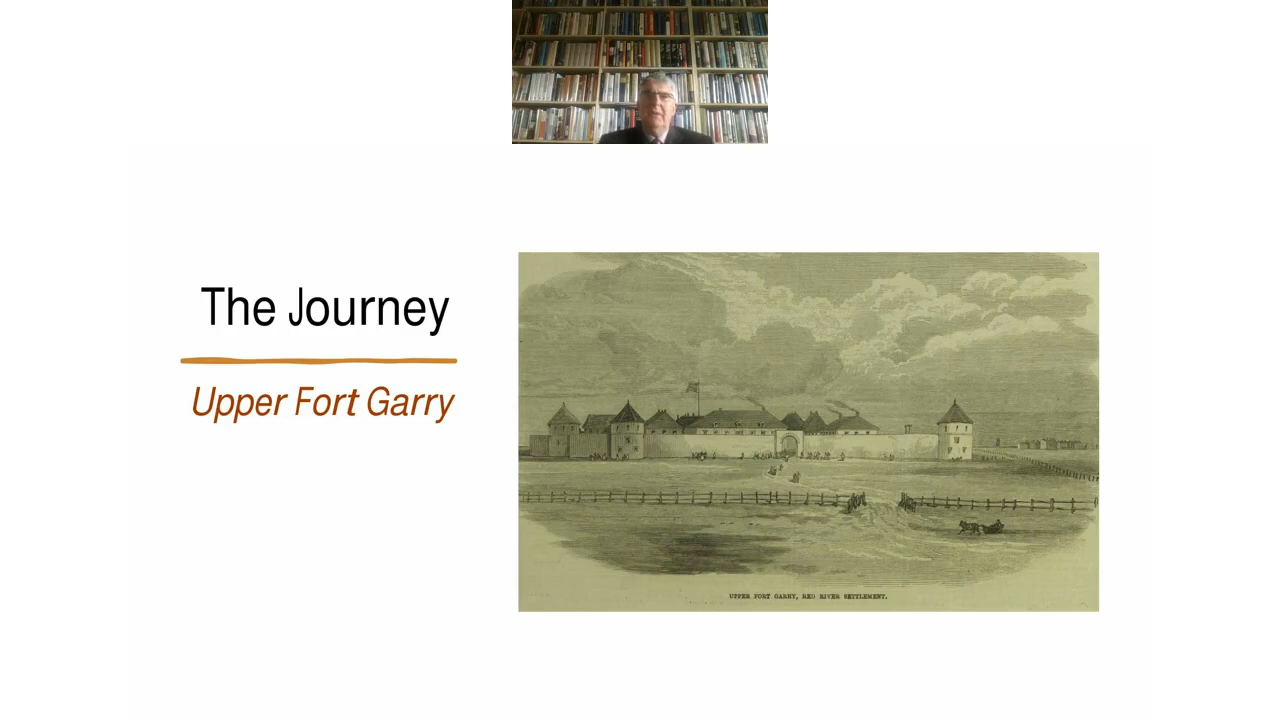 The Journey
Upper Fort Garry
UPPER FORT GARRY, RED RIVER SETTLEMENT.